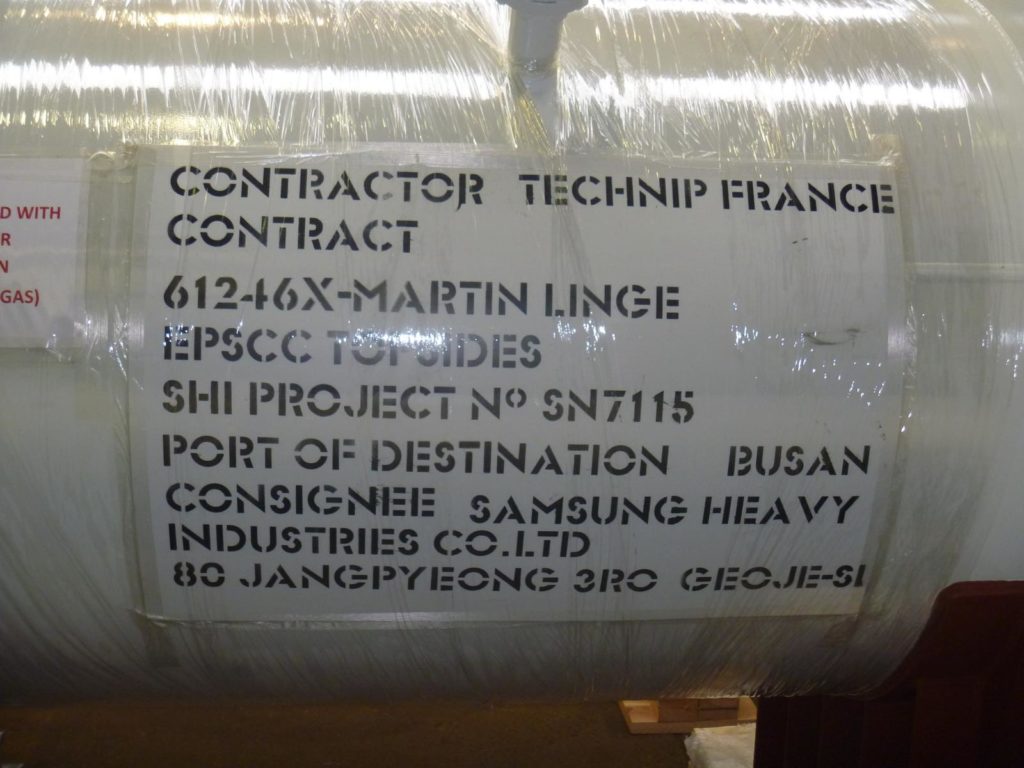 D WITH
R
N
GAS)
CONTRACTOR TECHNIP FRANCE
CONTRACT
61246X-MARTIN LINGE
EPSCC TOPSIDES
SHI PROJECT Nº SN7115
PORT OF DESTINATION BUSAN
CONSIGNEE SAMSUNG HEAVY
INDUSTRIES CO.LTD
80 JANGPYEONG 3RO GEOJE-SI